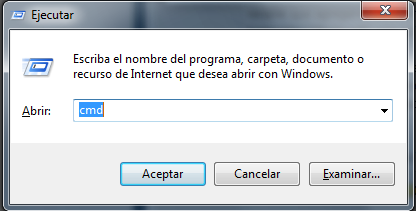 Ejecutar
Escriba el nombre del programa, carpeta, documento o
recurso de Internet que desea abrir con Windows.
Abrir: cmd
Aceptar Cancelar Examinar...